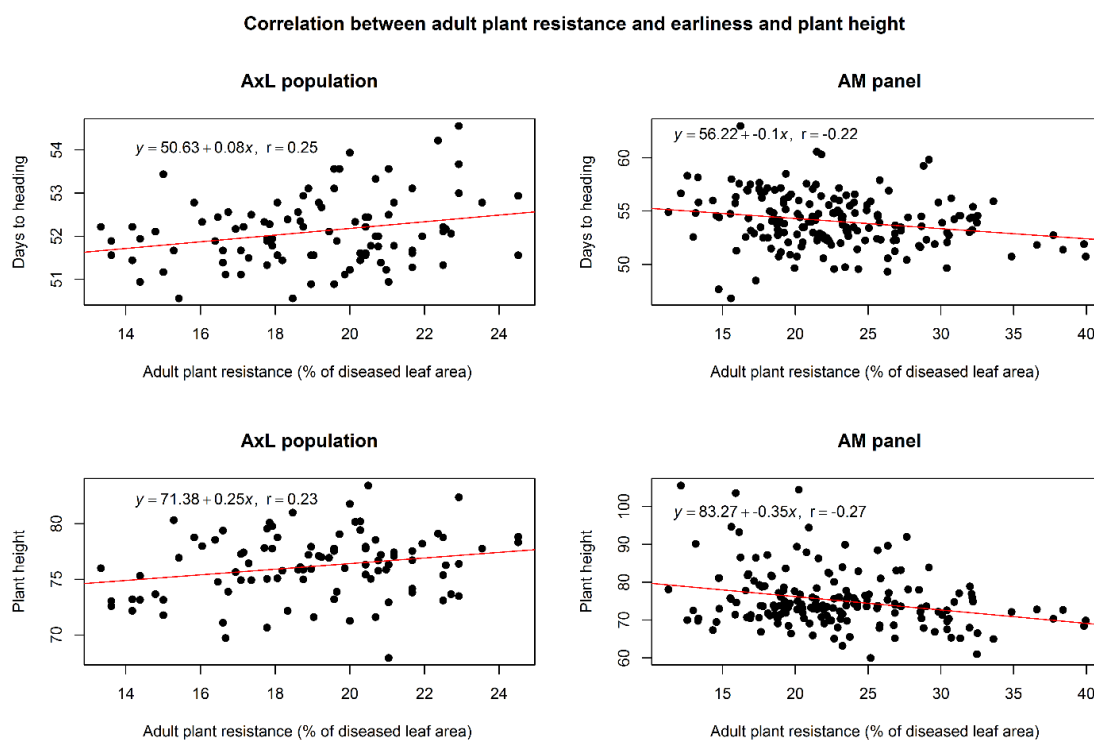 Correlation between adult plant resistance and earliness and plant height
AxL population
y = 50.63 + 0.08x,  r = 0.25
Days to heading
54
53
52
51
14 16 18 20 22 24
Adult plant resistance (% of diseased leaf area)
AM panel
y = 56.22 + -0.1x,  r = -0.22
Days to heading
60
55
50
15 20 25 30 35 40
Adult plant resistance (% of diseased leaf area)
AxL population
y = 71.38 + 0.25x,  r = 0.23
Plant height
80
75
70
14 16 18 20 22 24
Adult plant resistance (% of diseased leaf area)
AM panel
y = 83.27 + -0.35x,  r = -0.27
Plant height
100
90
80
70
60
15 20 25 30 35 40
Adult plant resistance (% of diseased leaf area)